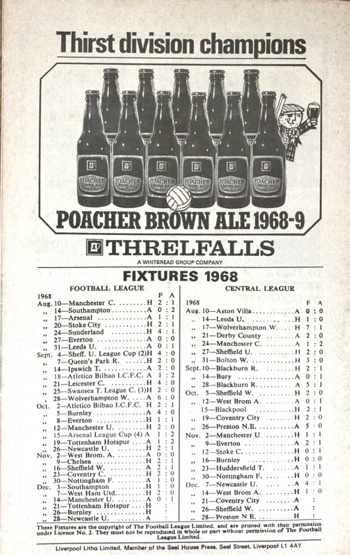 Thirst division champions
POACHER BROWN ALE 1968-9
THRELFALLS
A WHITBREAD GROUP COMPANY
FIXTURES 1968
FOOTBALL LEAGUE
1968 F A
Aug. 10—Manchester C. ........ H 2 : 1
,, 14—Southampton ........ A 0 : 2
,, 17—Arsenal ........ A 1 : 1
,, 20—Stoke City ........ H 2 : 1
,, 24—Sunderland ........ H 4 : 1
,, 27—Everton ........ A 0 : 0
,, 31—Leeds U. ........ A 0 : 1
Sept. 4—Sheff. U. League Cup (2) H 4 : 0
,, 7—Queen's Park R. ........ H 2 : 0
,, 14—Ipswich T. ........ A 2 : 0
,, 18—Atletico Bilbao I.C.F.C. A 1 : 2
,, 21—Leicester C. ........ H 4 : 0
,, 25—Swansea T. League C. (3) H 2 : 0
,, 28—Wolverhampton W. ........ A 6 : 0
Oct. 2—Atletico Bilbao I.C.F.C. H 2 : 1
,, 5—Burnley ........ A 4 : 0
,, 8—Everton ........ H 1 : 1
,, 12—Manchester U. ........ H 2 : 0
,, 15—Arsenal League Cup (4) A 1 : 2
,, 19—Tottenham Hotspur ........ A 1 : 2
,, 26—Newcastle U. ........ H 2 : 1
Nov. 2—West Brom. A. ........ A 0 : 0
,, 9—Chelsea ........ H 2 : 1
,, 16—Sheffield W. ........ A 2 : 1
,, 23—Coventry C. ........ H 2 : 0
,, 30—Nottingham F. ........ A 1 : 0
Dec. 3—Southampton ........ H 1 : 0
,, 7—West Ham Utd. ........ H 2 : 0
,, 14—Manchester U. ........ A 0 : 1
,, 21—Tottenham Hotspur ........ H :
,, 26—Burnley ........ H :
,, 28—Newcastle U. ........ A :
CENTRAL LEAGUE
1968 F A
Aug. 10—Aston Villa ........ A 0 : 0
,, 14—Leeds U. ........ H 1 : 0
,, 17—Wolverhampton W. ........ H 7 : 1
,, 21—Derby County ........ A 2 : 0
,, 24—Manchester C. ........ A 1 : 2
,, 27—Sheffield U. ........ H 2 : 0
,, 31—Bolton W. ........ H 3 : 0
Sept. 10—Blackburn R. ........ H 2 : 1
,, 14—Bury ........ A 0 : 1
,, 28—Blackburn R. ........ A 5 : 1
Oct. 5—Sheffield W. ........ H 2 : 0
,, 12—West Brom A. ........ A 0 : 1
,, 15—Blackpool ........ H 2 : 1
,, 19—Coventry City ........ H 2 : 0
,, 26—Preston N.E. ........ A 5 : 0
Nov. 2—Manchester U. ........ H 1 : 1
,, 9—Everton ........ A 2 : 1
,, 12—Stoke C. ........ H 0 : 1
,, 16—Burnley ........ H 0 : 0
,, 23—Huddersfield T. ........ A 1 : 1
,, 30—Nottingham F. ........ H 0 : 0
Dec. 7—Newcastle U. ........ A 4 : 1
,, 14—West Brom A. ........ H 1 : 0
,, 21—Coventry City ........ A :
,, 26—Sheffield W. ........ A :
,, 28—Preston N.E. ........ H :
These Fixtures are the copyright of The Football League Limited, and are printed with permission
under Licence No. 2. They must not be reproduced in whole or part without permission of The Football
League Limited.
Liverpool Litho Limited, Member of the Seel House Press, Seel Street, Liverpool L1 4AY